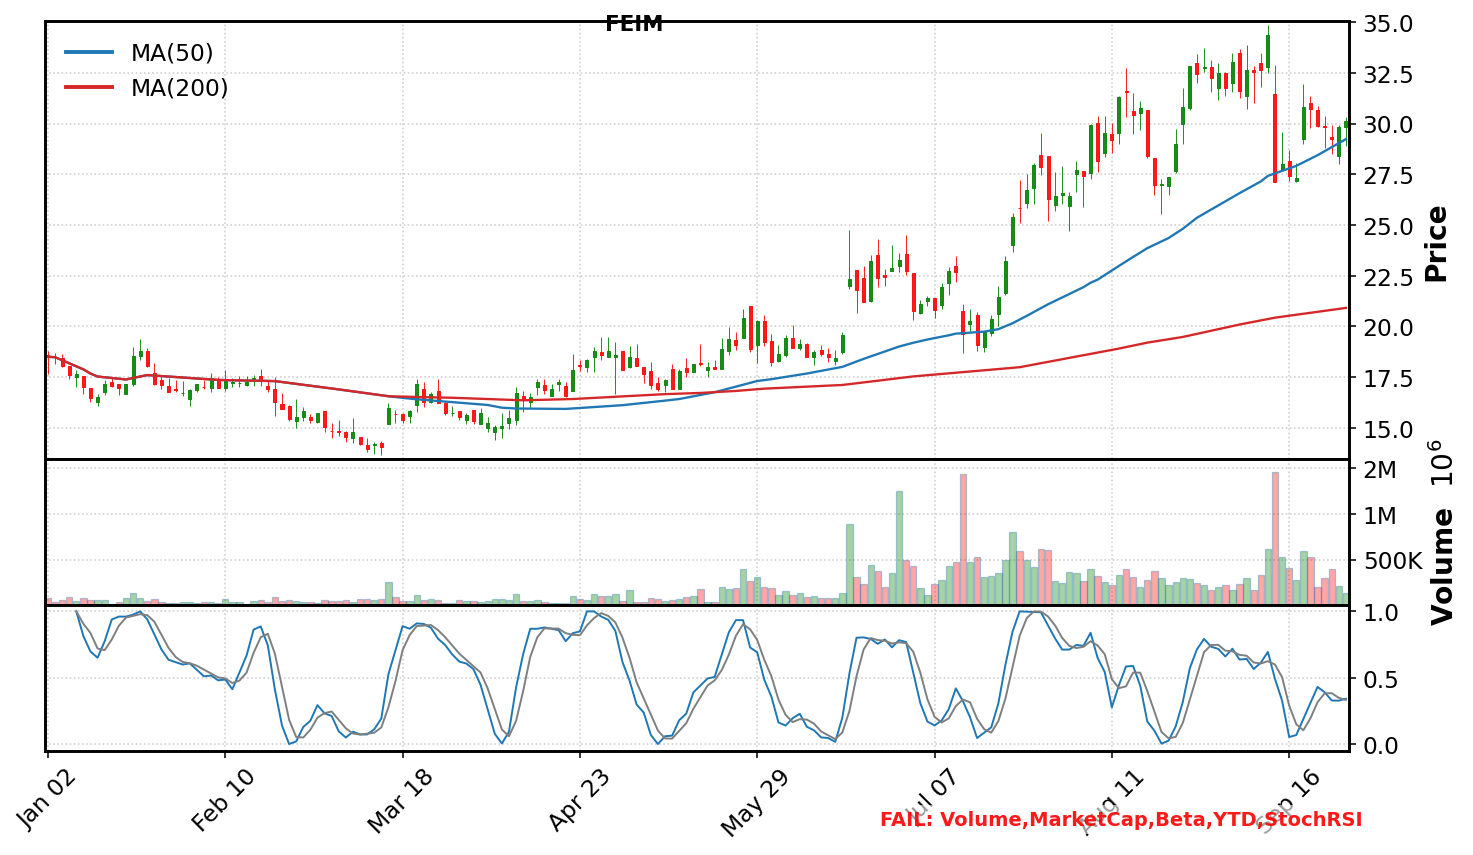 FEIM
MA(50)
MA(200)
35.0
32.5
30.0
27.5
25.0
22.5
20.0
17.5
15.0
Price
2M
1M
500K
Volume 10⁶
1.0
0.5
0.0
Jan 02
Feb 10
Mar 18
Apr 23
May 29
Jul 07
Aug 11
Sep 16
FAIL: Volume,MarketCap,Beta,YTD,StochRSI